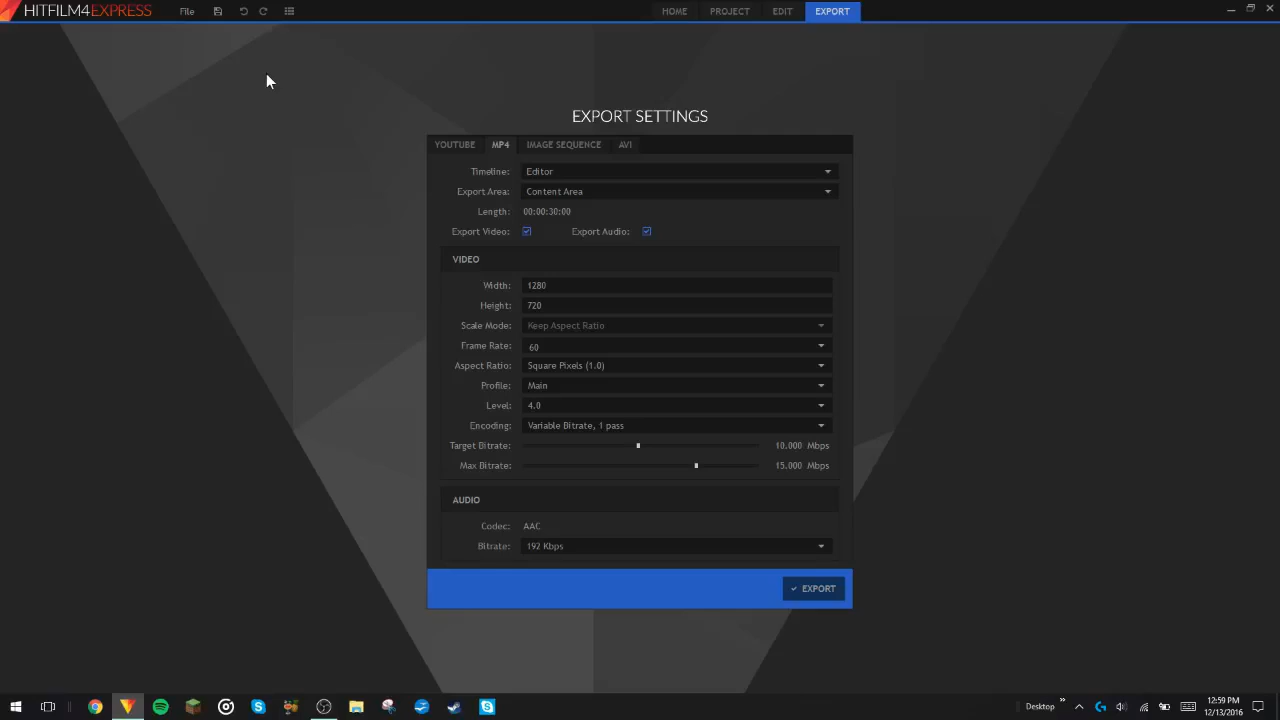 HITFILM4EXPRESS File HOME PROJECT EDIT EXPORT
EXPORT SETTINGS
YOUTUBE MP4 IMAGE SEQUENCE AVI
Timeline: Editor
Export Area: Content Area
Length: 00:00:30:00
Export Video: Export Audio:
VIDEO
Width: 1280
Height: 720
Scale Mode: Keep Aspect Ratio
Frame Rate: 60
Aspect Ratio: Square Pixels (1.0)
Profile: Main
Level: 4.0
Encoding: Variable Bitrate, 1 pass
Target Bitrate: 10.000 Mbps
Max Bitrate: 15.000 Mbps
AUDIO
Codec: AAC
Bitrate: 192 Kbps
EXPORT
Desktop 12:59 PM
12/13/2016